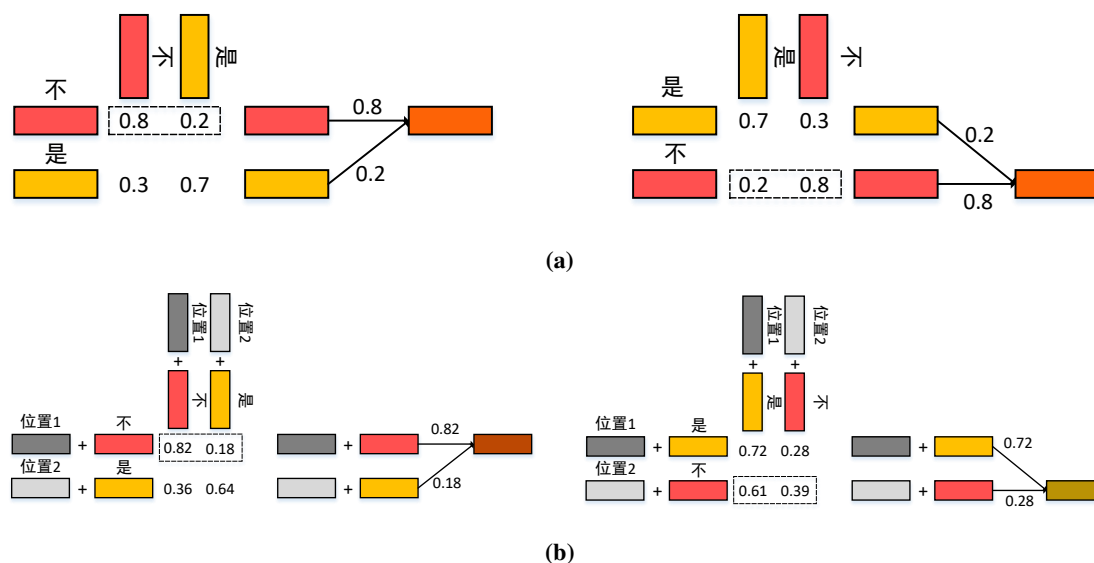 不 是
不
0.8 0.2
是
0.3 0.7
0.8
0.2
是 不
是
0.7 0.3
不
0.2 0.8
0.2
0.8
(a)
位置1 位置2
+ +
不 是
位置1 不
+ 0.82 0.18
位置2 是
+ 0.36 0.64
+ 0.82
+ 0.18
位置1 位置2
+ +
是 不
位置1 是
+ 0.72 0.28
位置2 不
+ 0.61 0.39
+ 0.72
+ 0.28
(b)